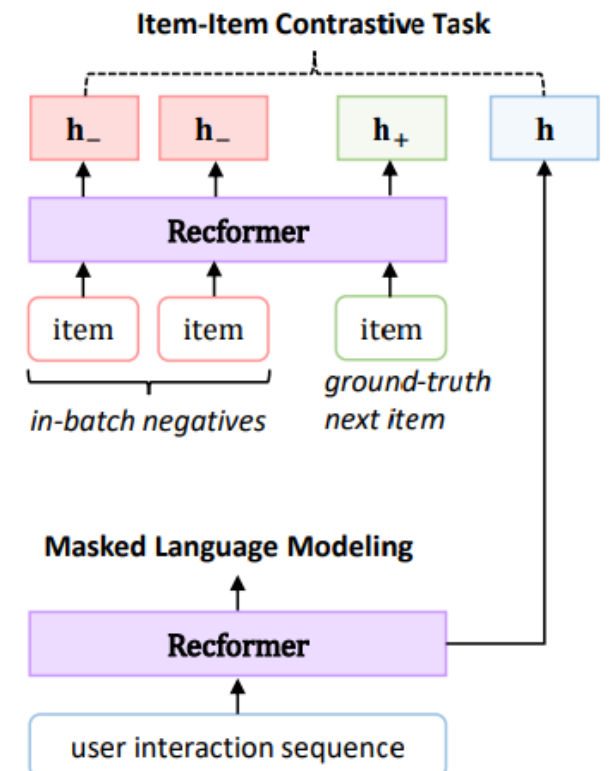 Item-Item Contrastive Task
h₋ h₋ h₊ h
Recformer
item item item
in-batch negatives
ground-truth
next item
Masked Language Modeling
Recformer
user interaction sequence